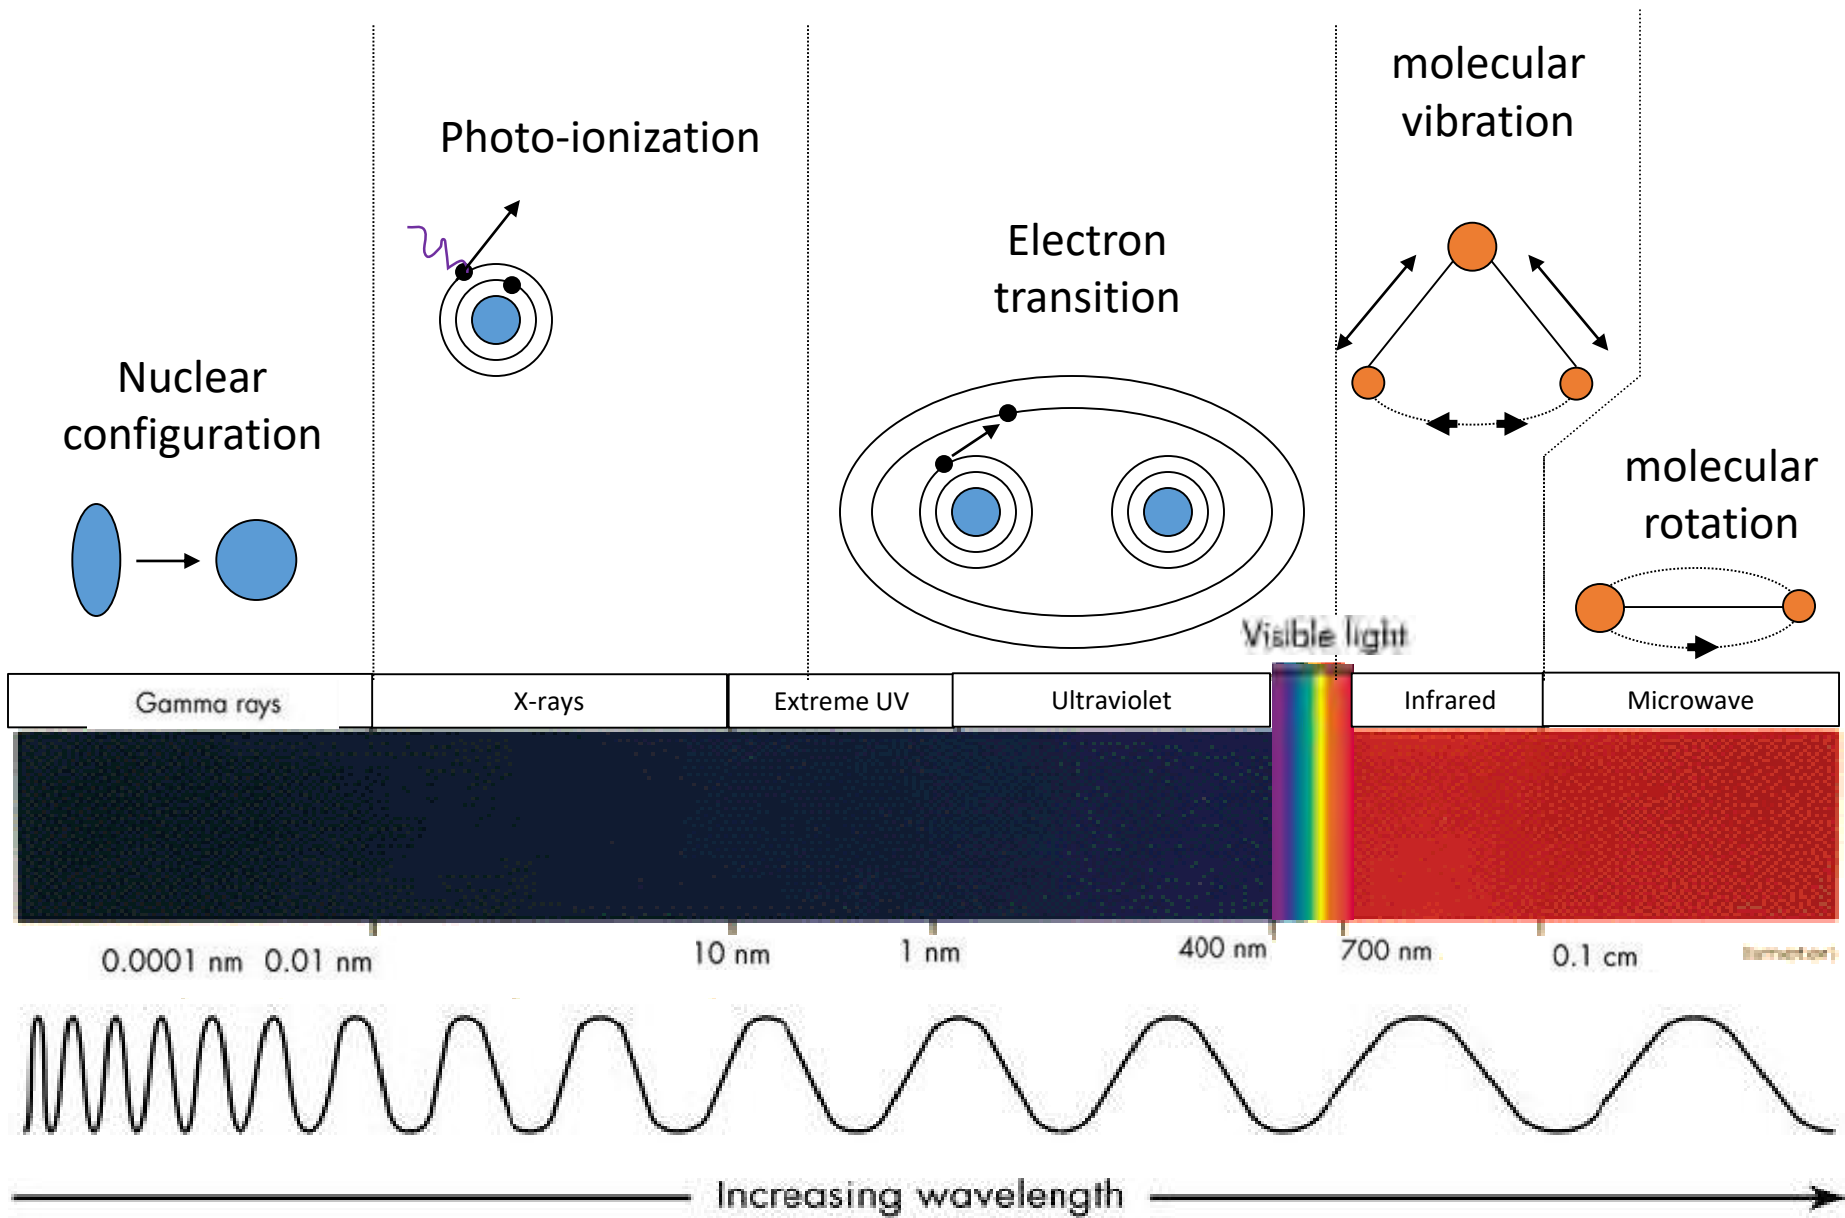 molecular
vibration
Photo-ionization
Electron
transition
Nuclear
configuration
molecular
rotation
Visible light
Gamma rays
X-rays
Extreme UV
Ultraviolet
Infrared
Microwave
0.0001 nm
0.01 nm
10 nm
1 nm
400 nm
700 nm
0.1 cm
Increasing wavelength